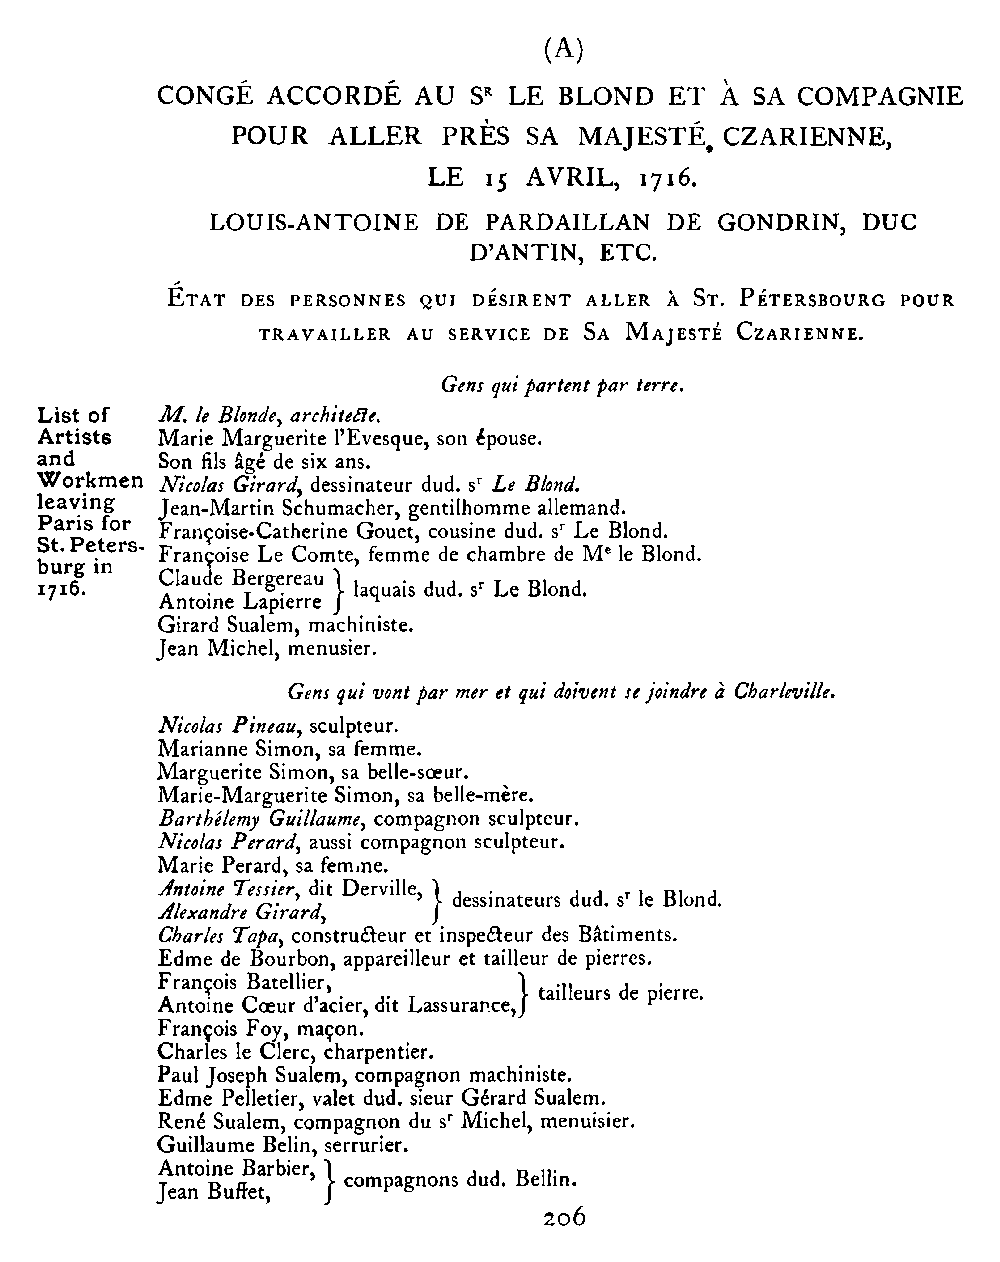 (A)
CONGÉ ACCORDÉ AU Sᴿ LE BLOND ET À SA COMPAGNIE
POUR ALLER PRÈS SA MAJESTÉ, CZARIENNE,
LE 15 AVRIL, 1716.
LOUIS-ANTOINE DE PARDAILLAN DE GONDRIN, DUC
D'ANTIN, ETC.
ÉTAT DES PERSONNES QUI DÉSIRENT ALLER À ST. PÉTERSBOURG POUR
TRAVAILLER AU SERVICE DE SA MAJESTÉ CZARIENNE.
Gens qui partent par terre.
List of
Artists
and
Workmen
leaving
Paris for
St. Peters-
burg in
1716.
M. le Blonde, architecte.
Marie Marguerite l'Evesque, son épouse.
Son fils âgé de six ans.
Nicolas Girard, dessinateur dud. sʳ Le Blond.
Jean-Martin Schumacher, gentilhomme allemand.
Françoise-Catherine Gouet, cousine dud. sʳ Le Blond.
Françoise Le Comte, femme de chambre de Mᵉ le Blond.
Claude Bergereau
Antoine Lapierre } laquais dud. sʳ Le Blond.
Girard Sualem, machiniste.
Jean Michel, menusier.
Gens qui vont par mer et qui doivent se joindre à Charleville.
Nicolas Pineau, sculpteur.
Marianne Simon, sa femme.
Marguerite Simon, sa belle-sœur.
Marie-Marguerite Simon, sa belle-mère.
Barthélemy Guillaume, compagnon sculpteur.
Nicolas Perard, aussi compagnon sculpteur.
Marie Perard, sa femme.
Antoine Tessier, dit Derville,
Alexandre Girard, } dessinateurs dud. sʳ le Blond.
Charles Tapa, constructeur et inspecteur des Bâtiments.
Edme de Bourbon, appareilleur et tailleur de pierres.
François Batellier,
Antoine Cœur d'acier, dit Lassurance, } tailleurs de pierre.
François Foy, maçon.
Charles le Clerc, charpentier.
Paul Joseph Sualem, compagnon machiniste.
Edme Pelletier, valet dud. sieur Gérard Sualem.
René Sualem, compagnon du sʳ Michel, menuisier.
Guillaume Belin, serrurier.
Antoine Barbier,
Jean Buffet, } compagnons dud. Bellin.
206